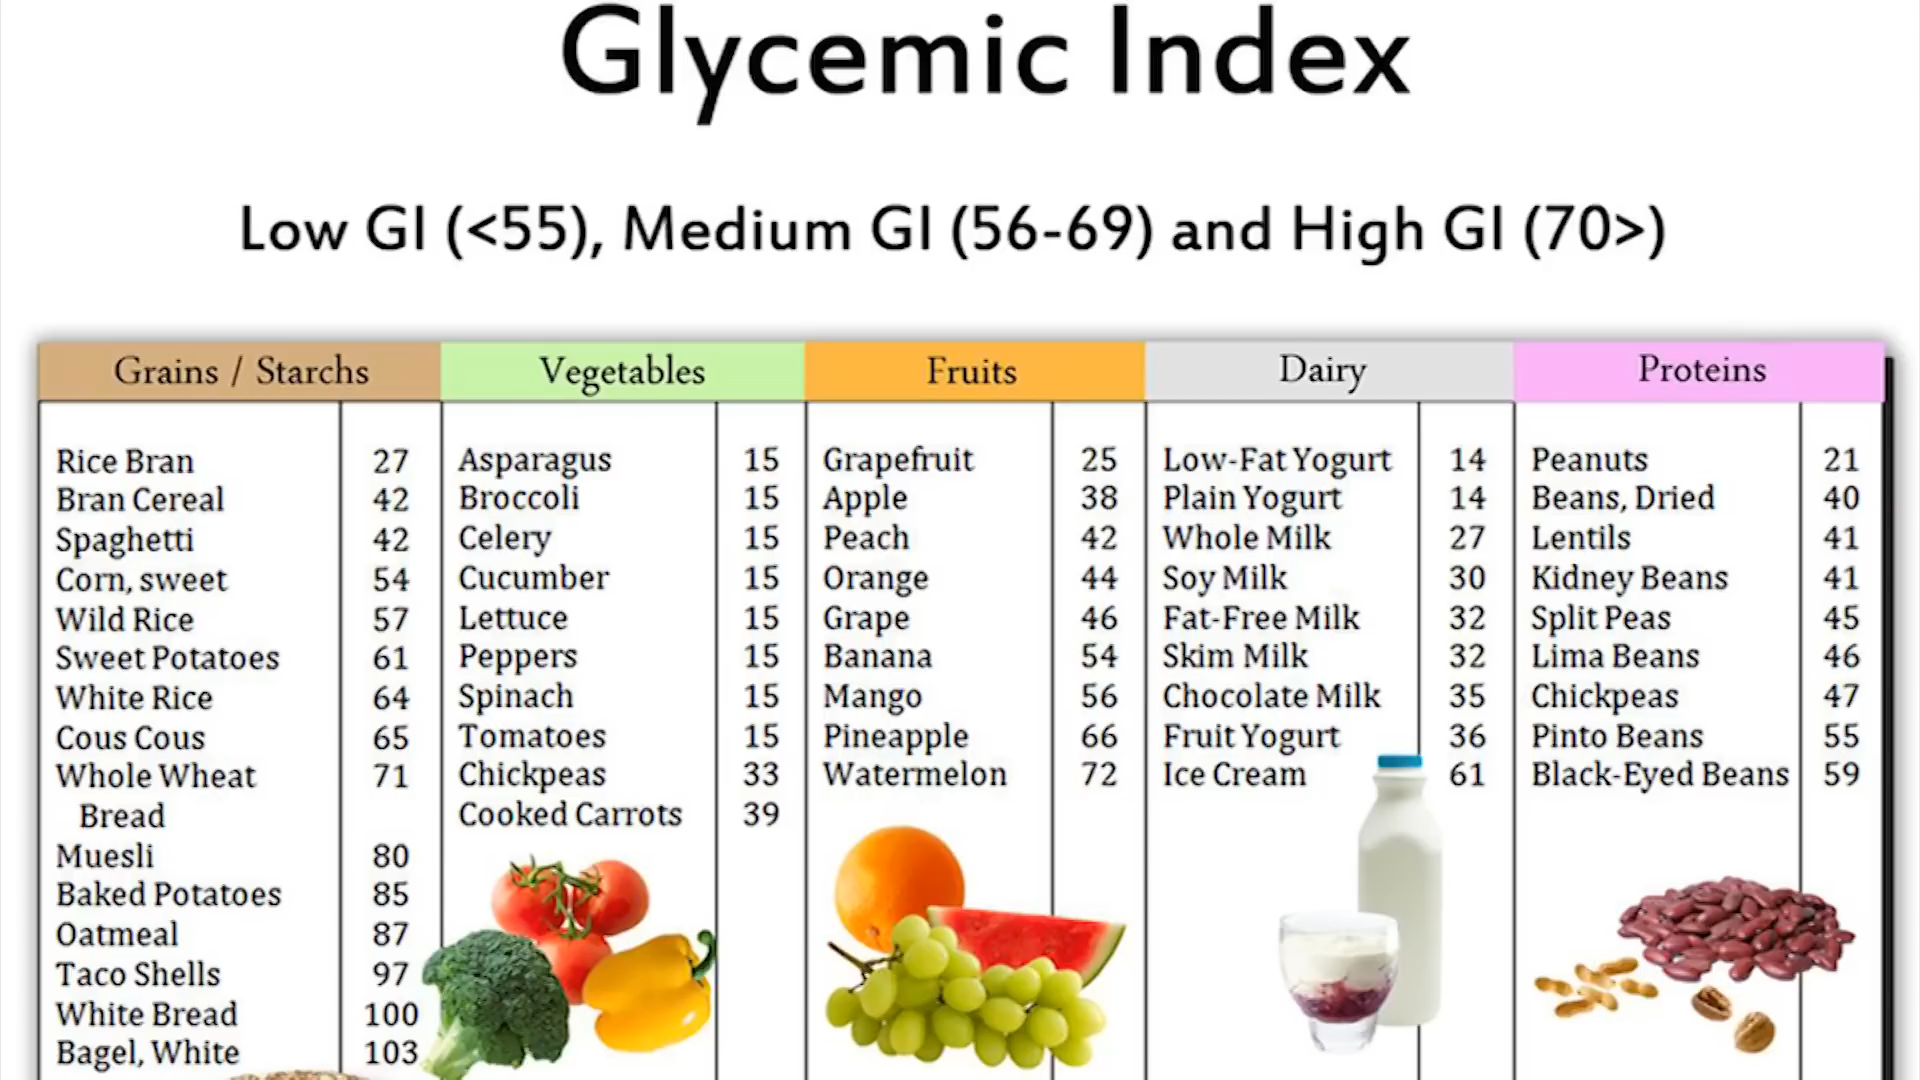 Glycemic Index
Low GI (<55), Medium GI (56-69) and High GI (70>)
Grains / Starchs
Rice Bran 27
Bran Cereal 42
Spaghetti 42
Corn, sweet 54
Wild Rice 57
Sweet Potatoes 61
White Rice 64
Cous Cous 65
Whole Wheat 71
Bread
Muesli 80
Baked Potatoes 85
Oatmeal 87
Taco Shells 97
White Bread 100
Bagel, White 103
Vegetables
Asparagus 15
Broccoli 15
Celery 15
Cucumber 15
Lettuce 15
Peppers 15
Spinach 15
Tomatoes 15
Chickpeas 33
Cooked Carrots 39
Fruits
Grapefruit 25
Apple 38
Peach 42
Orange 44
Grape 46
Banana 54
Mango 56
Pineapple 66
Watermelon 72
Dairy
Low-Fat Yogurt 14
Plain Yogurt 14
Whole Milk 27
Soy Milk 30
Fat-Free Milk 32
Skim Milk 32
Chocolate Milk 35
Fruit Yogurt 36
Ice Cream 61
Proteins
Peanuts 21
Beans, Dried 40
Lentils 41
Kidney Beans 41
Split Peas 45
Lima Beans 46
Chickpeas 47
Pinto Beans 55
Black-Eyed Beans 59